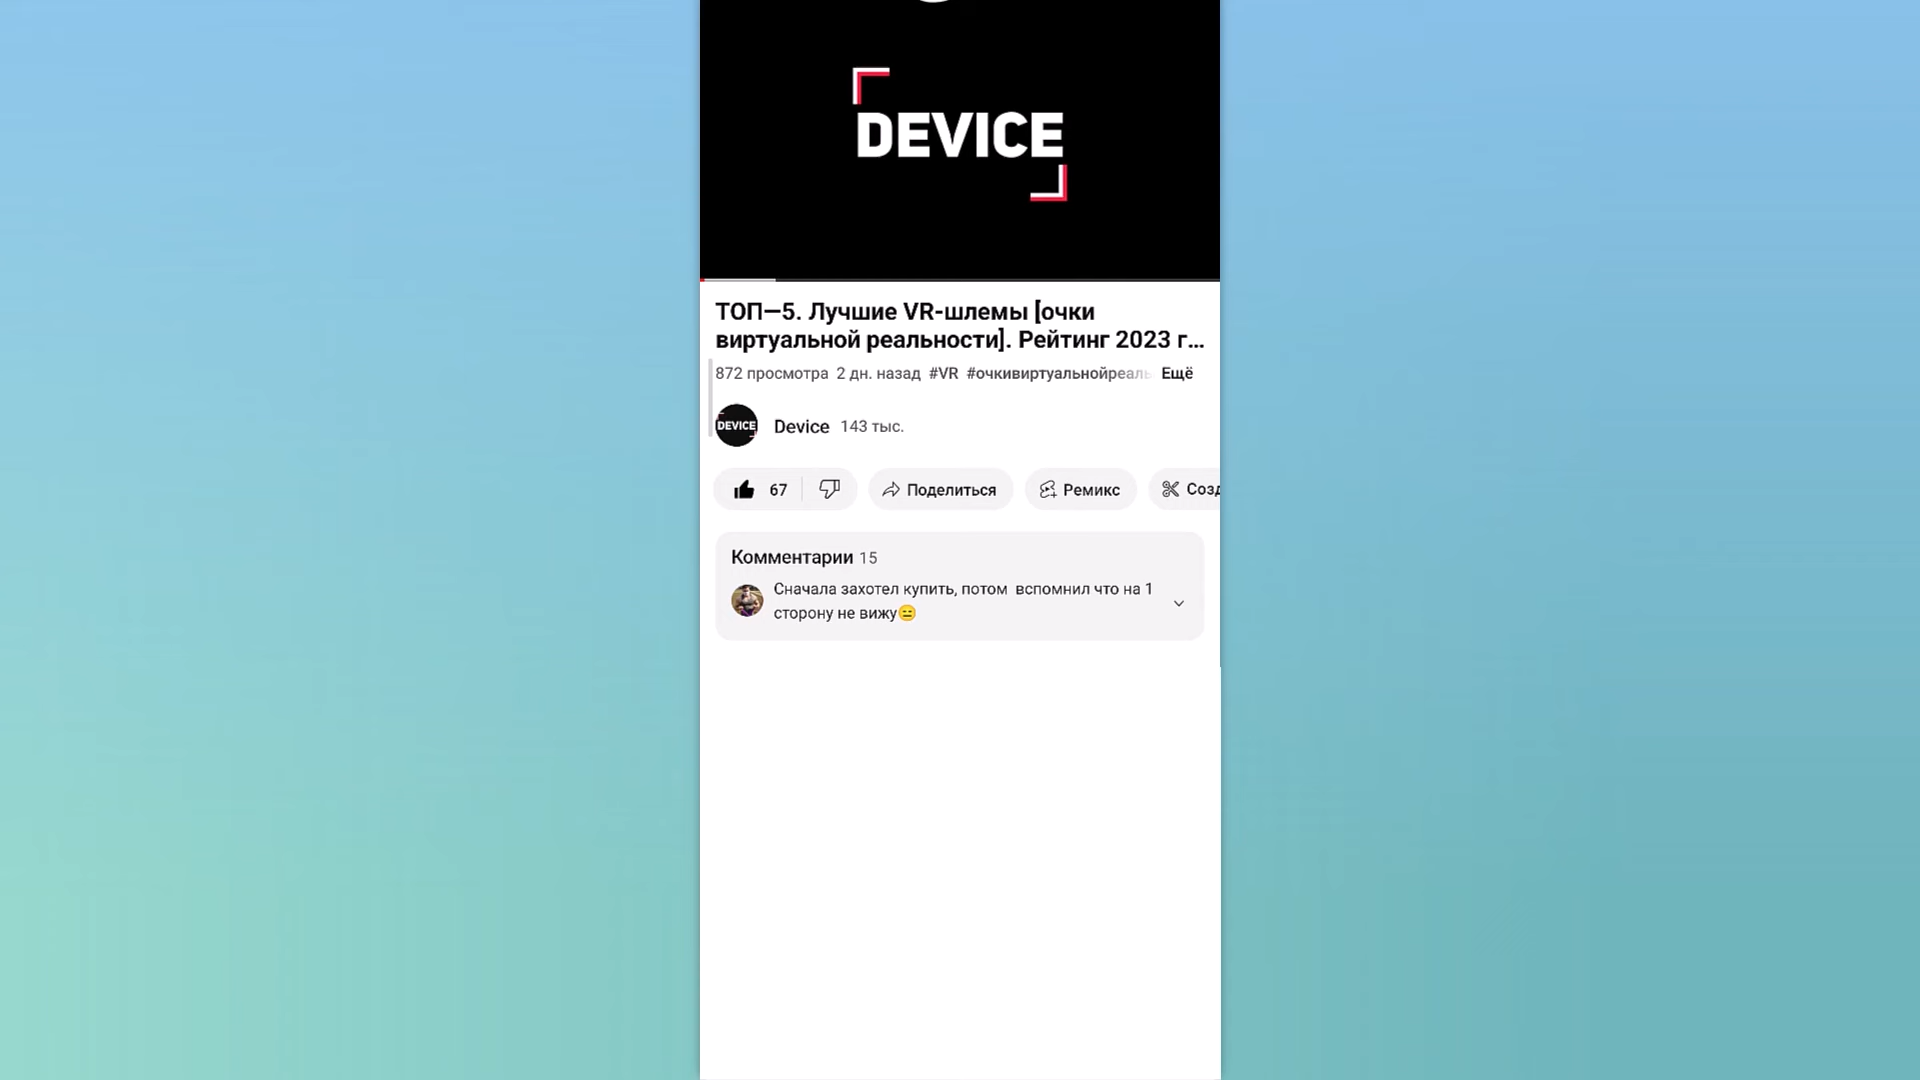 DEVICE
ТОП—5. Лучшие VR-шлемы [очки
виртуальной реальности]. Рейтинг 2023 г...
872 просмотра 2 дн. назад #VR #очкивиртуальнойреаль Ещё
DEVICE
Device 143 тыс.
67 Поделиться Ремикс Созд
Комментарии 15
Сначала захотел купить, потом вспомнил что на 1
сторону не вижу😑